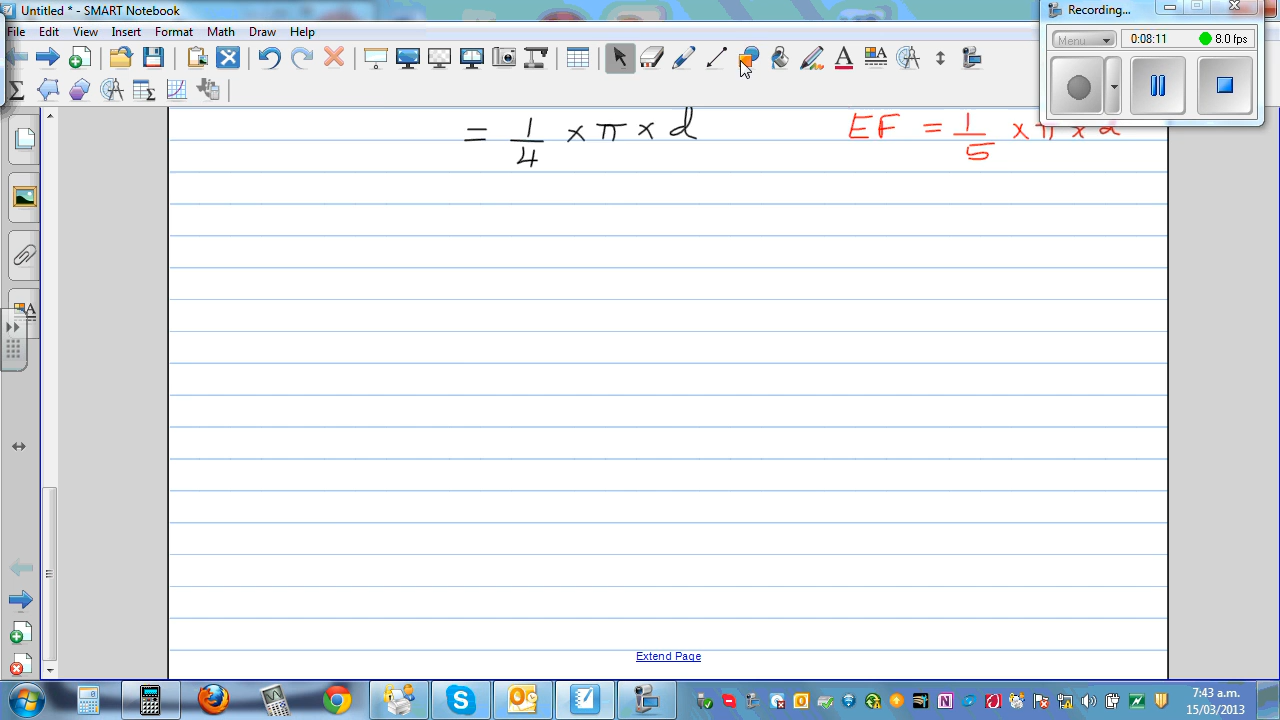 Untitled * - SMART Notebook
File Edit View Insert Format Math Draw Help
Recording...
Menu 0:08:11 8.0 fps
= 1/4 × π × d
EF = 1/5 × π × d
Extend Page
7:43 a.m.
15/03/2013